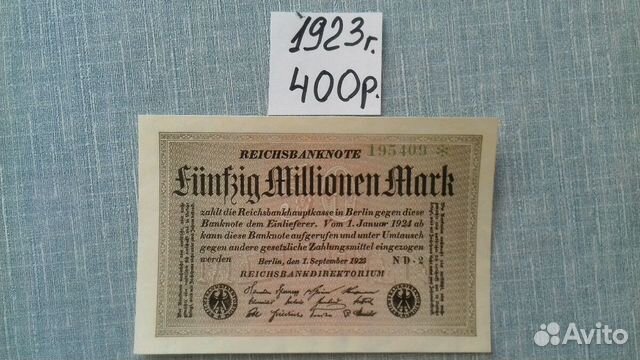 1923г.
400р.
REICHSBANKNOTE 195409 *
Fünfzig Millionen Mark
zahlt die Reichsbankhauptkasse in Berlin gegen diese
Banknote dem Einlieferer. Vom 1. Januar 1924 ab
kann diese Banknote aufgerufen und unter Umtausch
gegen andere gesetzliche Zahlungsmittel eingezogen
werden Berlin, den 1. September 1923 ND-2
REICHSBANKDIREKTORIUM
Avito